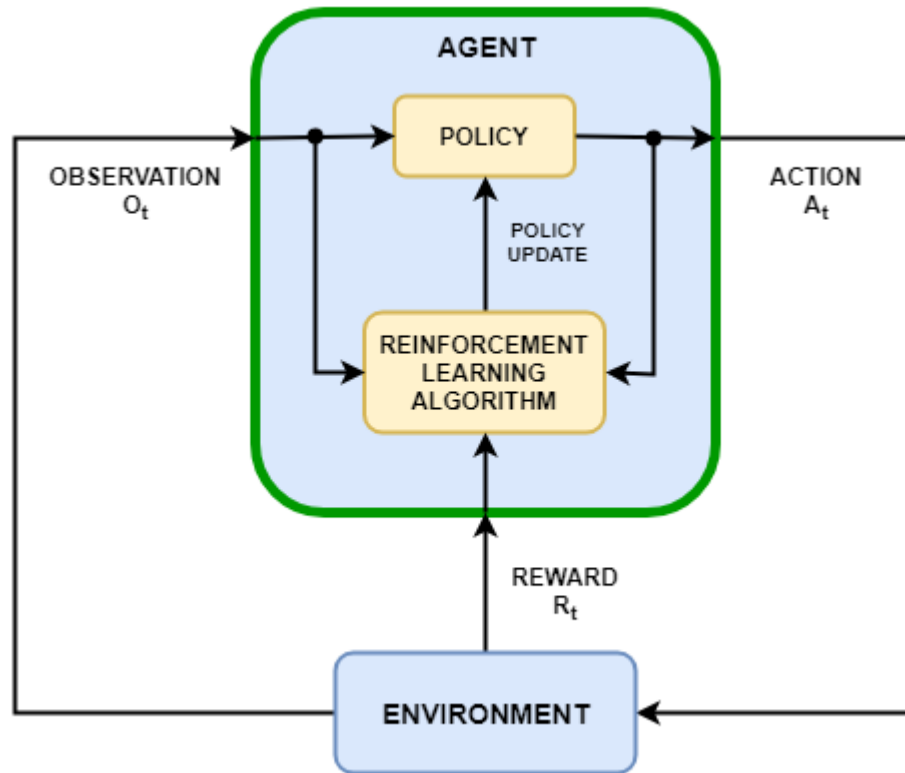 AGENT
POLICY
OBSERVATION
Oₜ
ACTION
Aₜ
POLICY
UPDATE
REINFORCEMENT
LEARNING
ALGORITHM
REWARD
Rₜ
ENVIRONMENT